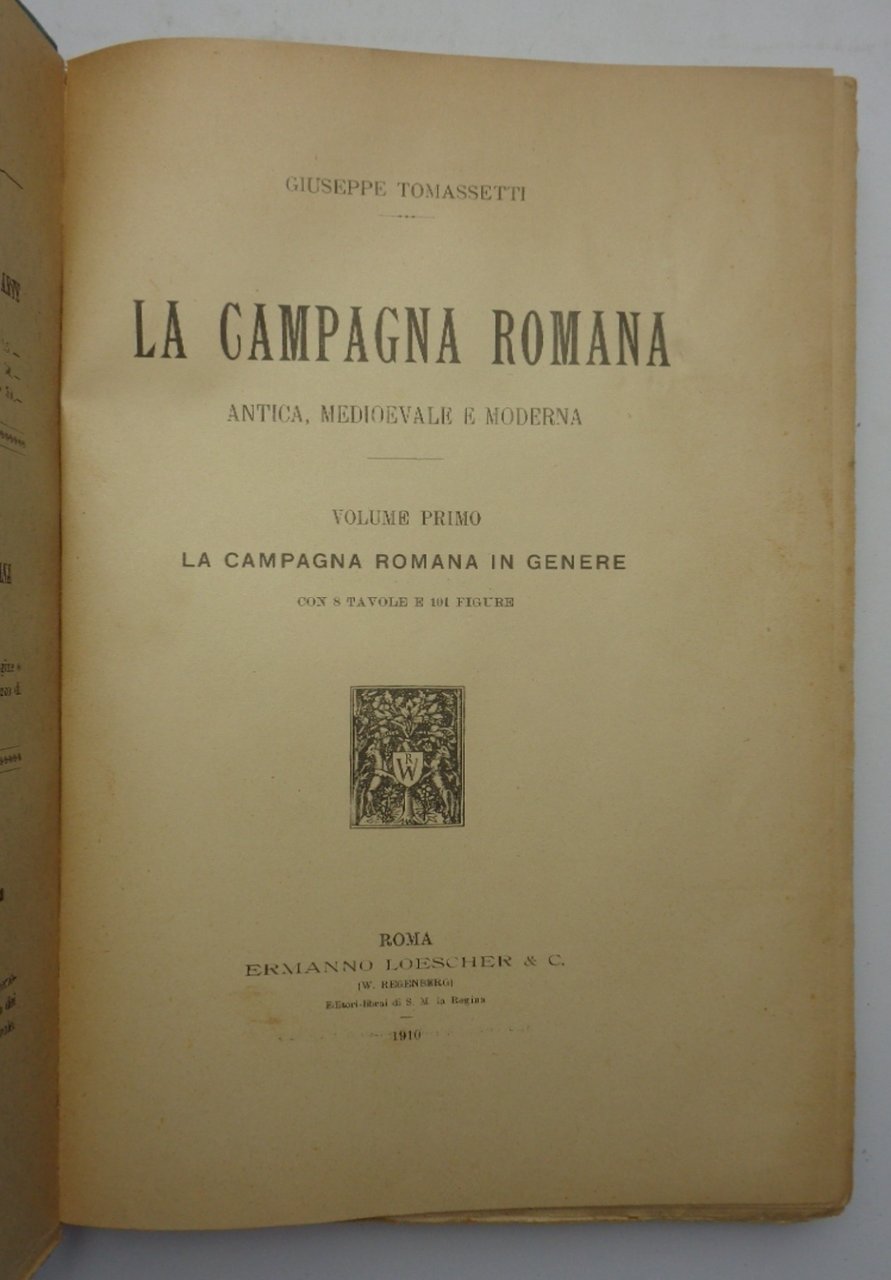 GIUSEPPE TOMASSETTI
LA CAMPAGNA ROMANA
ANTICA, MEDIOEVALE E MODERNA
VOLUME PRIMO
LA CAMPAGNA ROMANA IN GENERE
CON 8 TAVOLE E 101 FIGURE
R
W
ROMA
ERMANNO LOESCHER & C.
(W. REGENBERG)
Editori-librai di S. M. la Regina
1910